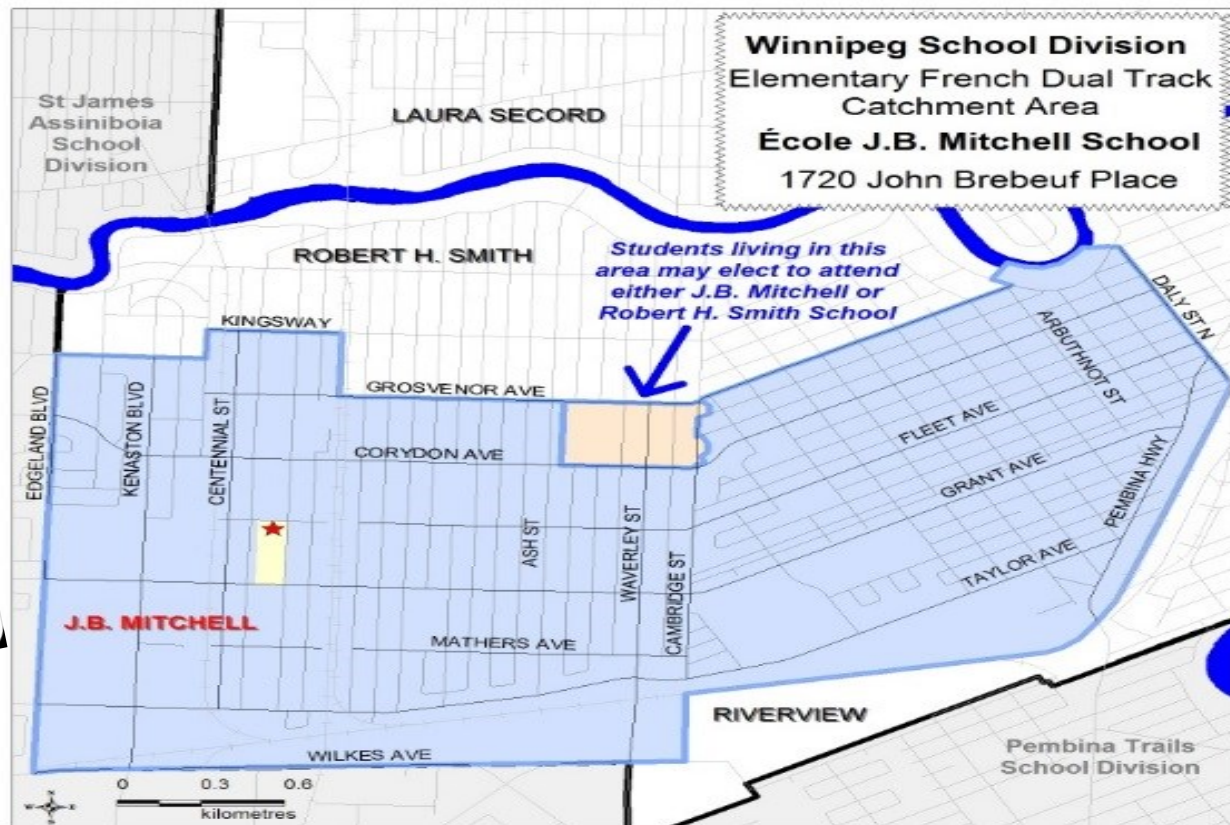 Winnipeg School Division
Elementary French Dual Track
Catchment Area
École J.B. Mitchell School
1720 John Brebeuf Place
St James
Assiniboia
School
Division
LAURA SECORD
ROBERT H. SMITH
Students living in this
area may elect to attend
either J.B. Mitchell or
Robert H. Smith School
KINGSWAY
GROSVENOR AVE
DALY ST N
ARBUTHNOT ST
EDGELAND BLVD
KENASTON BLVD
CENTENNIAL ST
CORYDON AVE
FLEET AVE
GRANT AVE
PEMBINA HWY
ASH ST
WAVERLEY ST
CAMBRIDGE ST
TAYLOR AVE
J.B. MITCHELL
MATHERS AVE
RIVERVIEW
WILKES AVE
Pembina Trails
School Division
0 0.3 0.6
kilometres